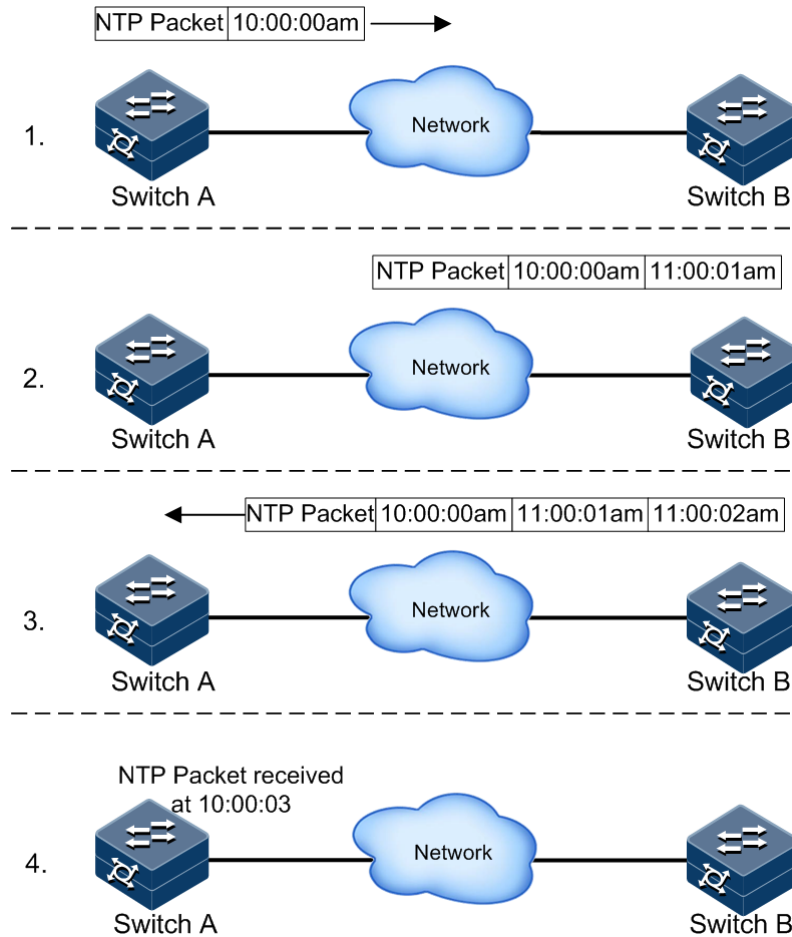 NTP Packet 10:00:00am
1.
Network
Switch A
Switch B
NTP Packet 10:00:00am 11:00:01am
2.
Network
Switch A
Switch B
NTP Packet 10:00:00am 11:00:01am 11:00:02am
3.
Network
Switch A
Switch B
NTP Packet received
at 10:00:03
4.
Network
Switch A
Switch B